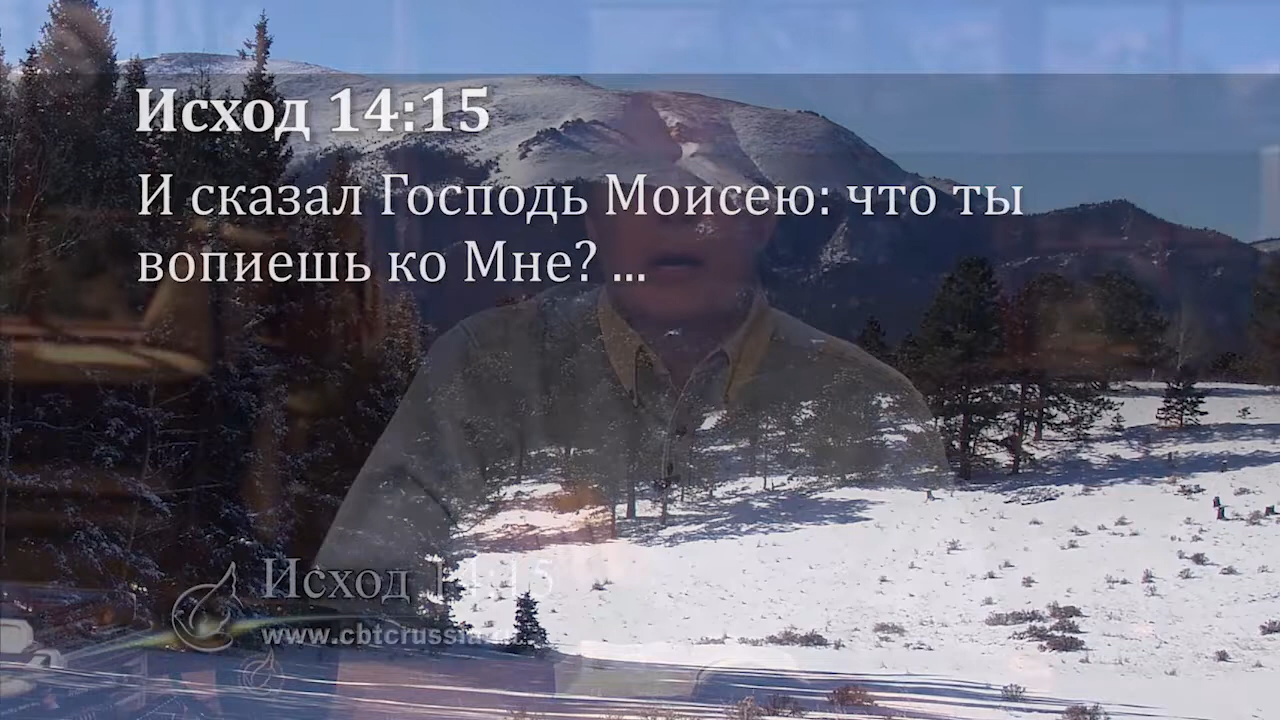 Исход 14:15
И сказал Господь Моисею: что ты
вопиешь ко Мне? ...
Исход 14:15
www.cbtcrussia.